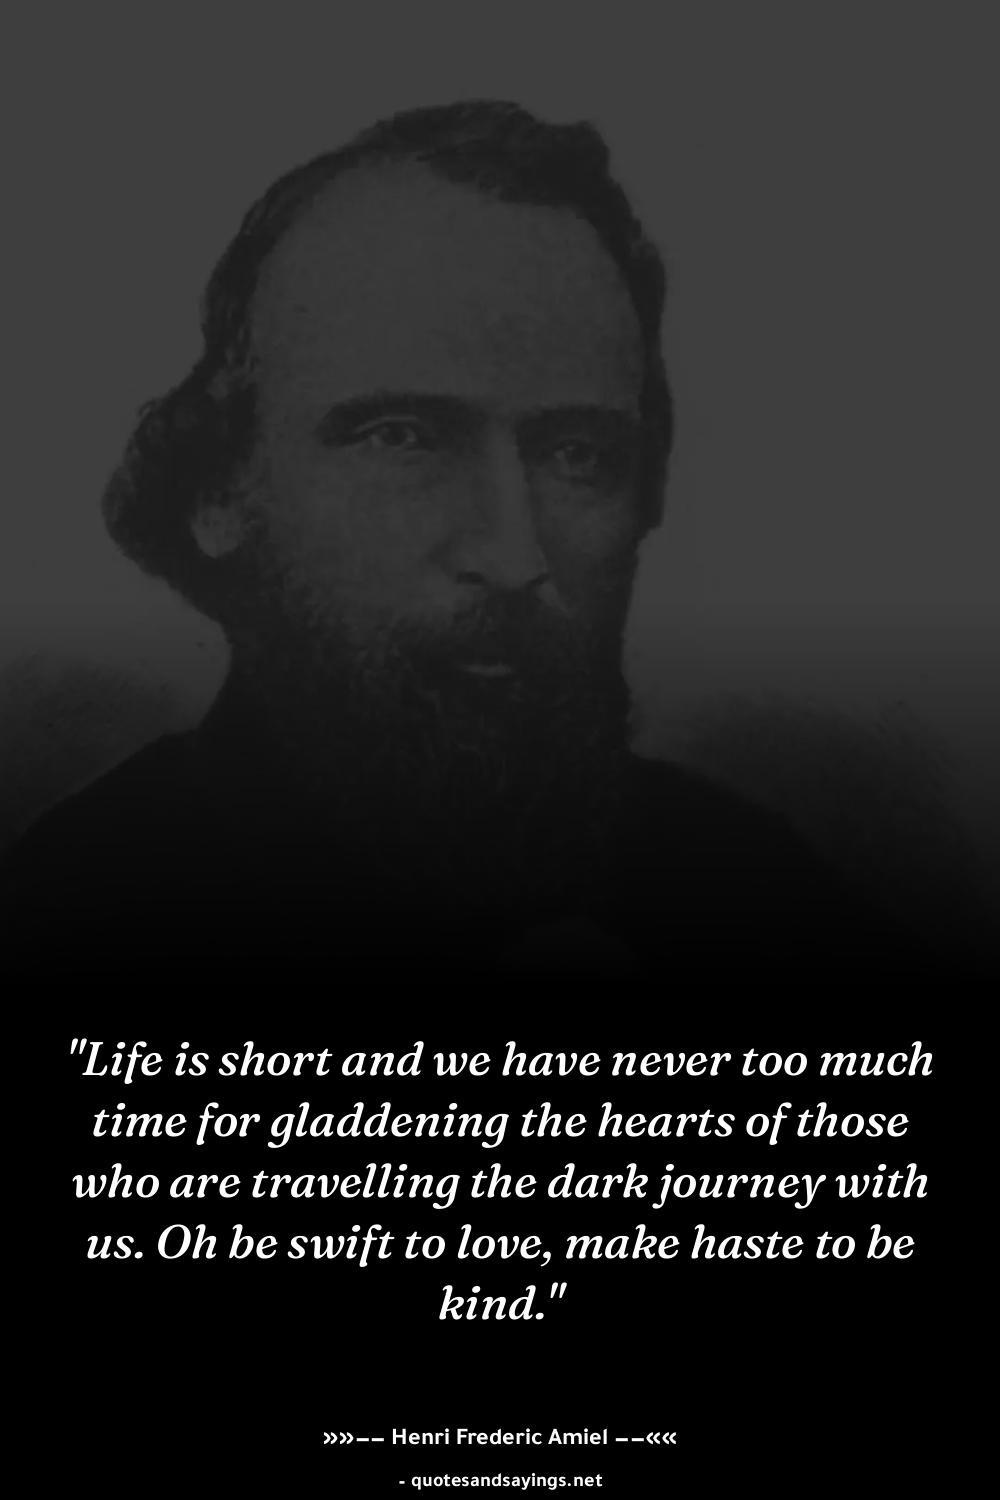 "Life is short and we have never too much
time for gladdening the hearts of those
who are travelling the dark journey with
us. Oh be swift to love, make haste to be
kind."
»»−− Henri Frederic Amiel −−««
- quotesandsayings.net